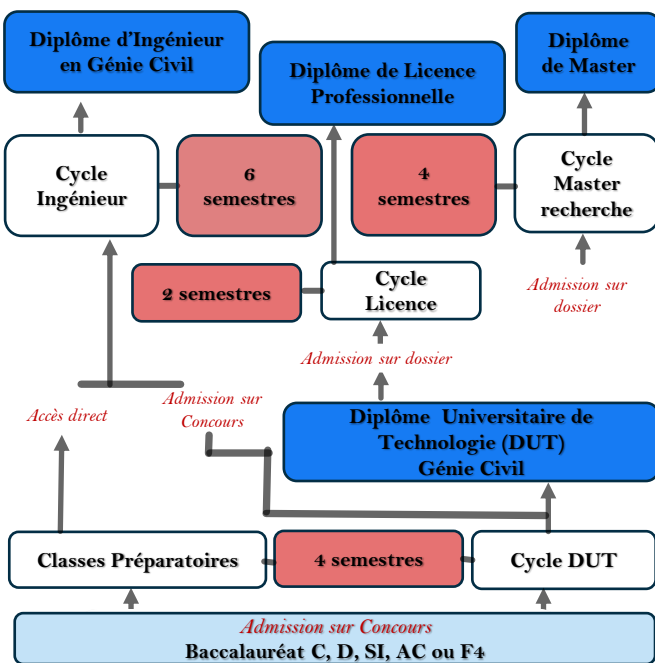 Diplôme d'Ingénieur
en Génie Civil
Diplôme de Licence
Professionnelle
Diplôme
de Master
Cycle
Ingénieur
6
semestres
4
semestres
Cycle
Master
recherche
2 semestres
Cycle
Licence
Admission sur
dossier
Admission sur dossier
Accès direct
Admission sur
Concours
Diplôme Universitaire de
Technologie (DUT)
Génie Civil
Classes Préparatoires
4 semestres
Cycle DUT
Admission sur Concours
Baccalauréat C, D, SI, AC ou F4